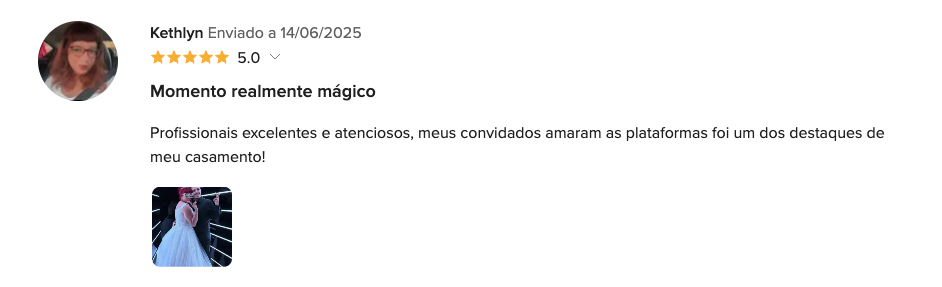 Kethlyn Enviado a 14/06/2025
5.0
Momento realmente mágico
Profissionais excelentes e atenciosos, meus convidados amaram as plataformas foi um dos destaques de
meu casamento!